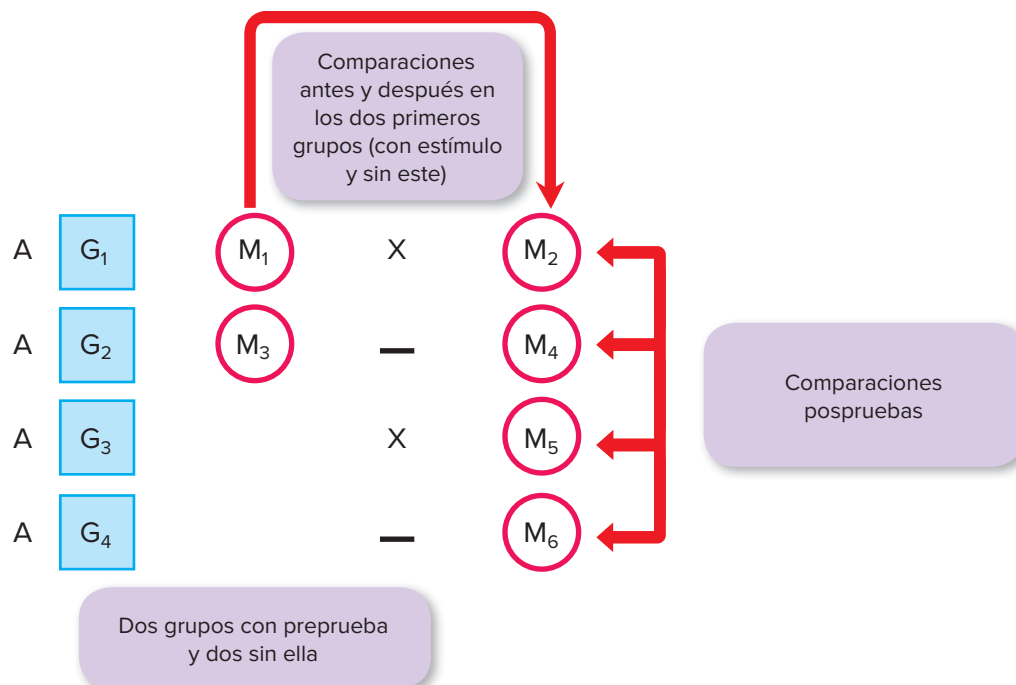 Comparaciones
antes y después en
los dos primeros
grupos (con estímulo
y sin este)
A G₁ M₁ X M₂
A G₂ M₃ — M₄
A G₃ X M₅
A G₄ — M₆
Comparaciones
pospruebas
Dos grupos con preprueba
y dos sin ella